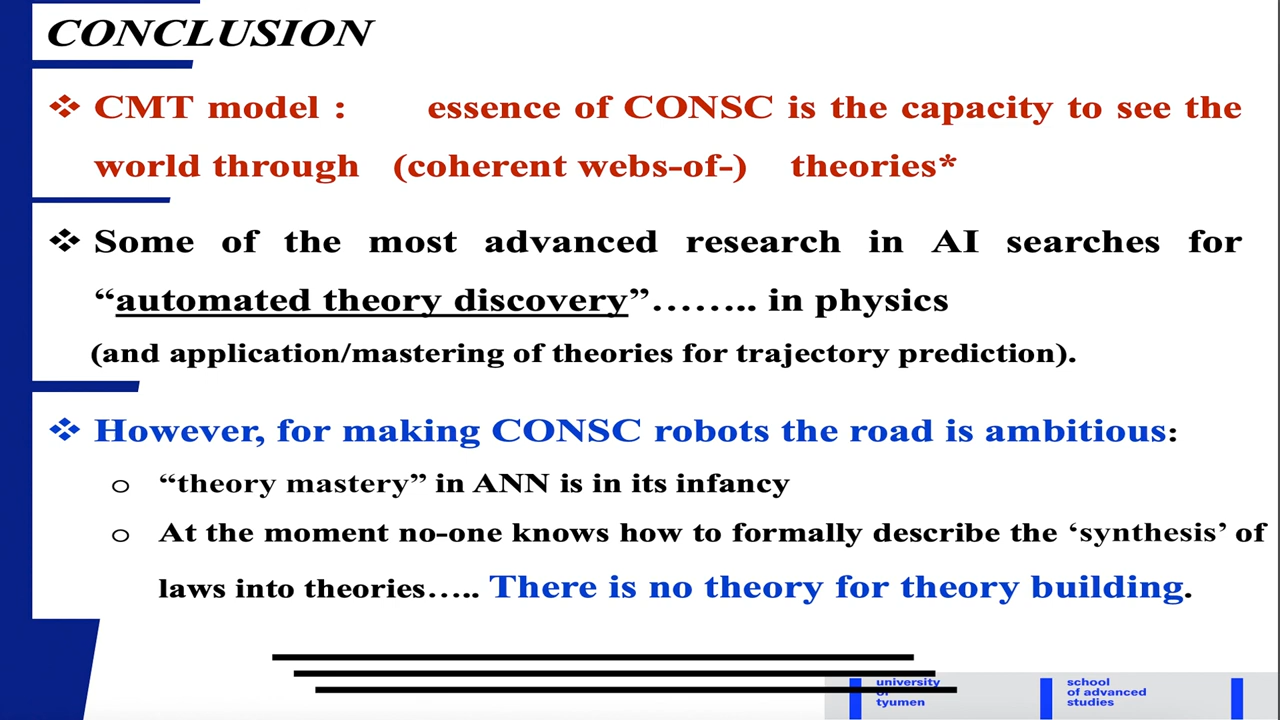 CONCLUSION
❖ CMT model : essence of CONSC is the capacity to see the
world through (coherent webs-of-) theories*
❖ Some of the most advanced research in AI searches for
“automated theory discovery”…….. in physics
(and application/mastering of theories for trajectory prediction).
❖ However, for making CONSC robots the road is ambitious:
o “theory mastery” in ANN is in its infancy
o At the moment no-one knows how to formally describe the ‘synthesis’ of
laws into theories….. There is no theory for theory building.
university
of
tyumen
school
of advanced
studies